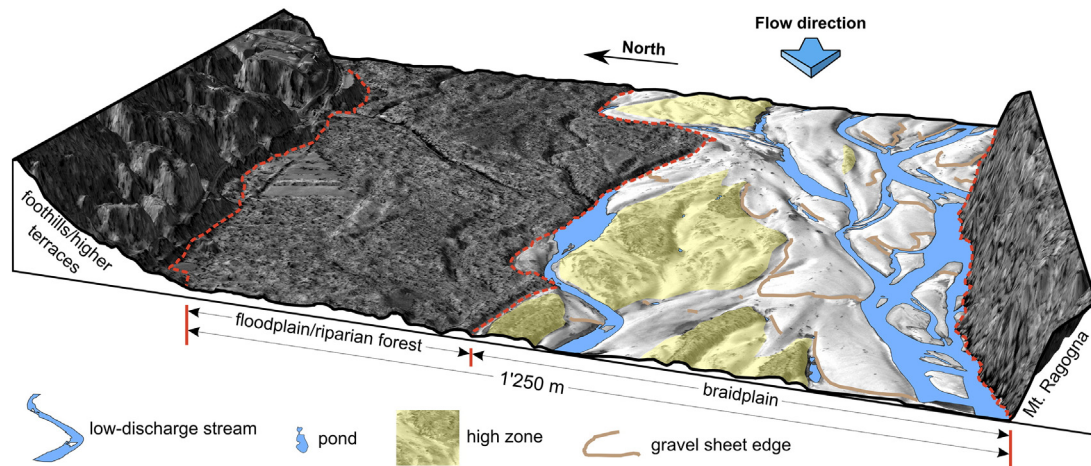 Flow direction
North
foothills/higher
terraces
floodplain/riparian forest
1'250 m
braidplain
Mt. Ragogna
low-discharge stream
pond
high zone
gravel sheet edge